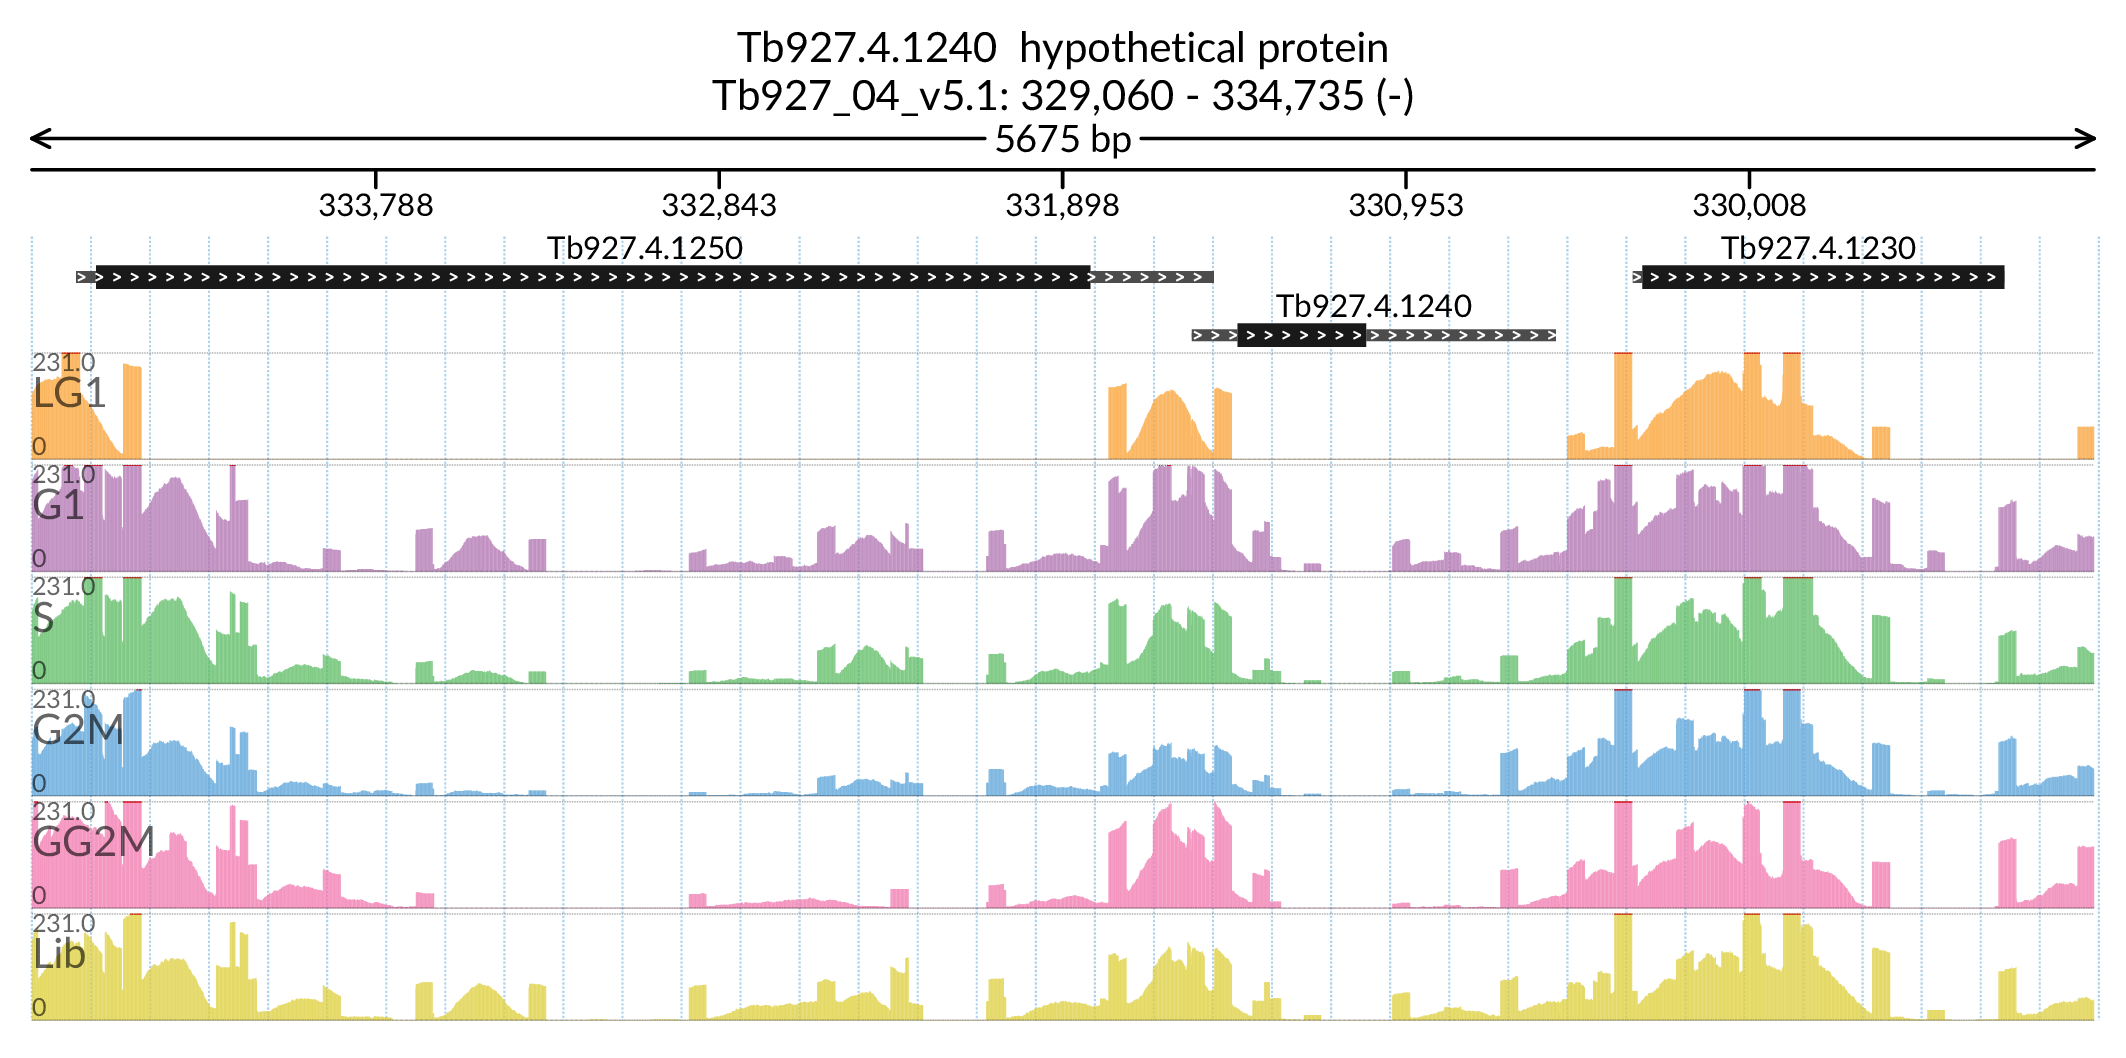 Tb927.4.1240  hypothetical protein
Tb927_04_v5.1: 329,060 - 334,735 (-)
5675 bp
333,788 332,843 331,898 330,953 330,008
Tb927.4.1250 Tb927.4.1230
Tb927.4.1240
231.0
LG1
0
231.0
G1
0
231.0
S
0
231.0
G2M
0
231.0
GG2M
0
231.0
Lib
0